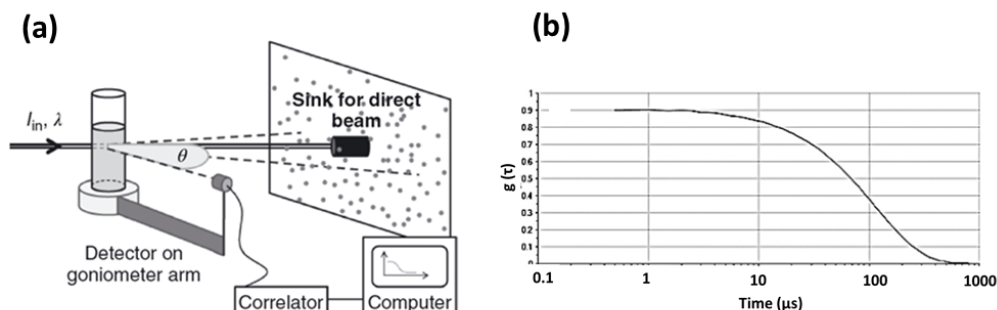 (a)
I_in, λ
Sink for direct
beam
θ
Detector on
goniometer arm
Correlator
Computer
(b)
g (τ)
1
0.9
0.8
0.7
0.6
0.5
0.4
0.3
0.2
0.1
0
0.1 1 10 100 1000
Time (μs)